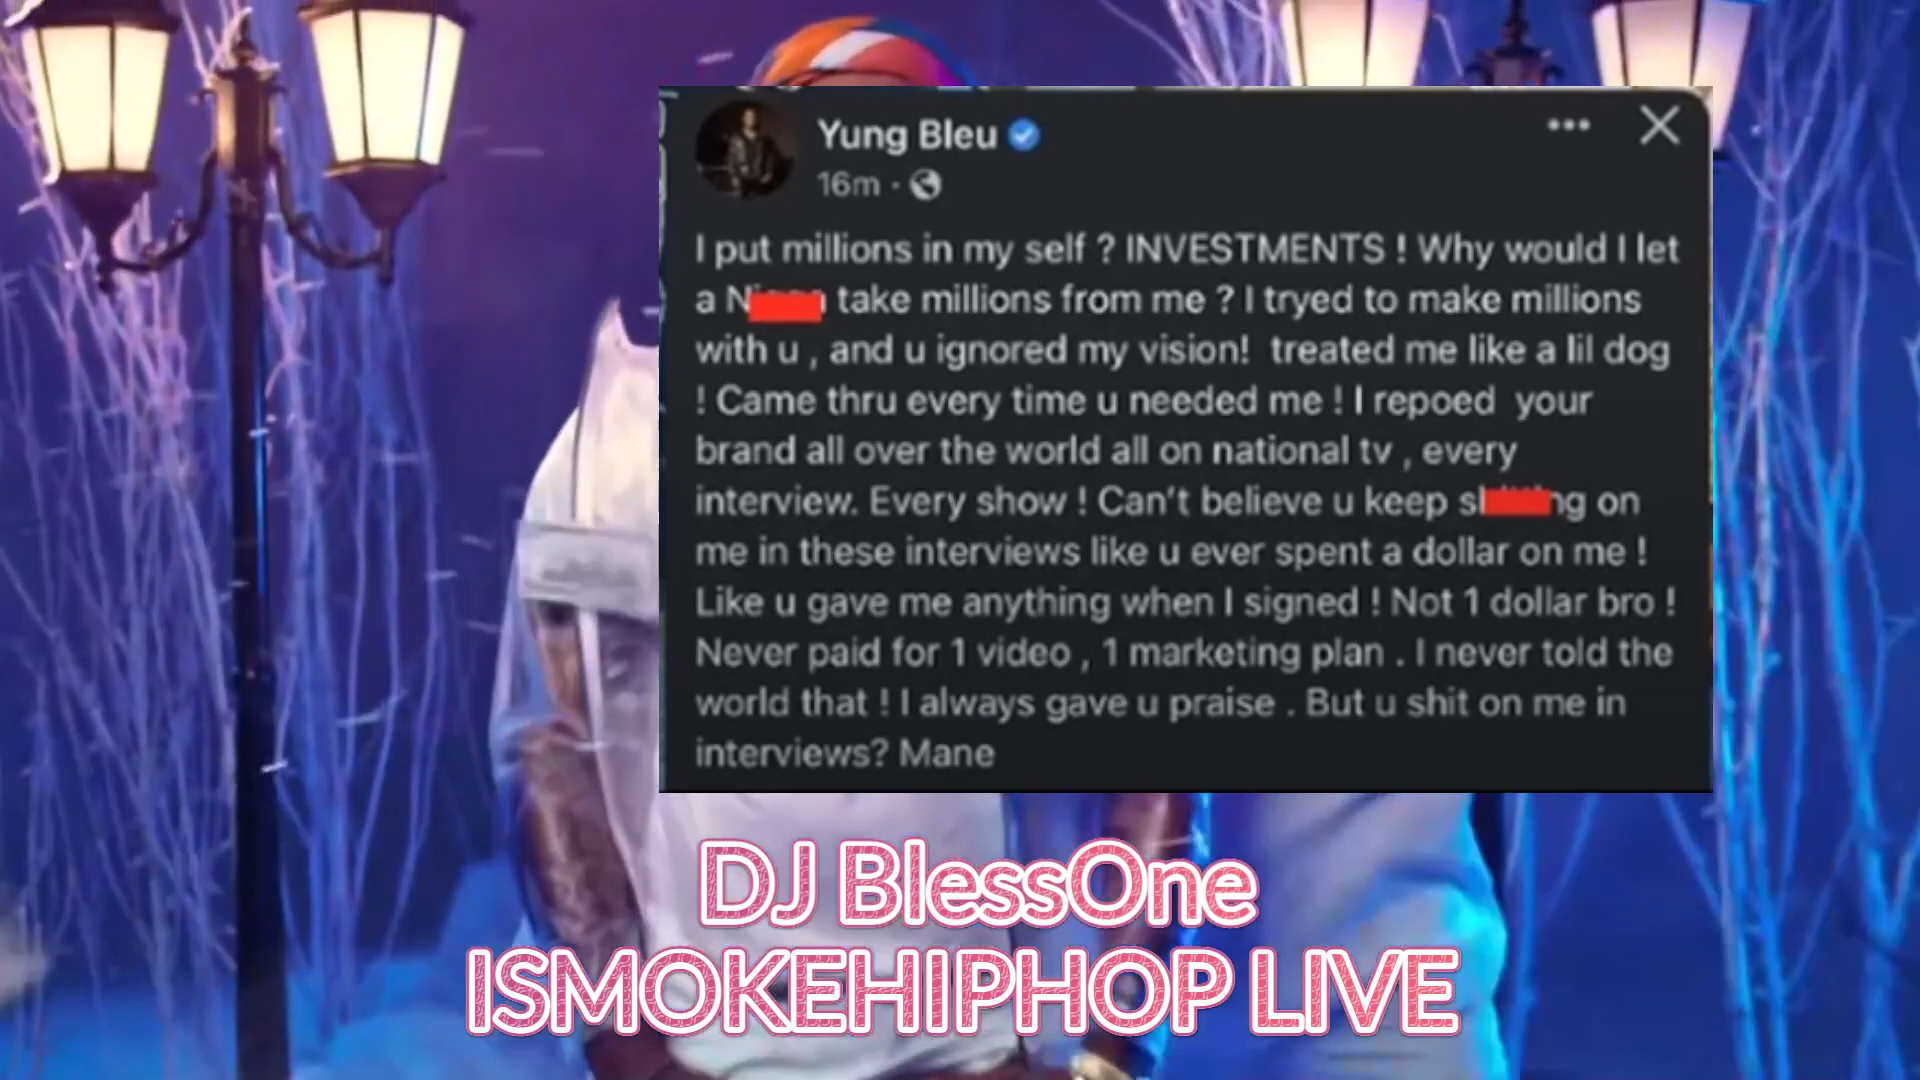 Yung Bleu
16m
I put millions in my self ? INVESTMENTS ! Why would I let
a N take millions from me ? I tryed to make millions
with u , and u ignored my vision! treated me like a lil dog
! Came thru every time u needed me ! I repoed your
brand all over the world all on national tv , every
interview. Every show ! Can't believe u keep s ng on
me in these interviews like u ever spent a dollar on me !
Like u gave me anything when I signed ! Not 1 dollar bro !
Never paid for 1 video , 1 marketing plan . I never told the
world that ! I always gave u praise . But u shit on me in
interviews? Mane
DJ BlessOne
ISMOKEHIPHOP LIVE